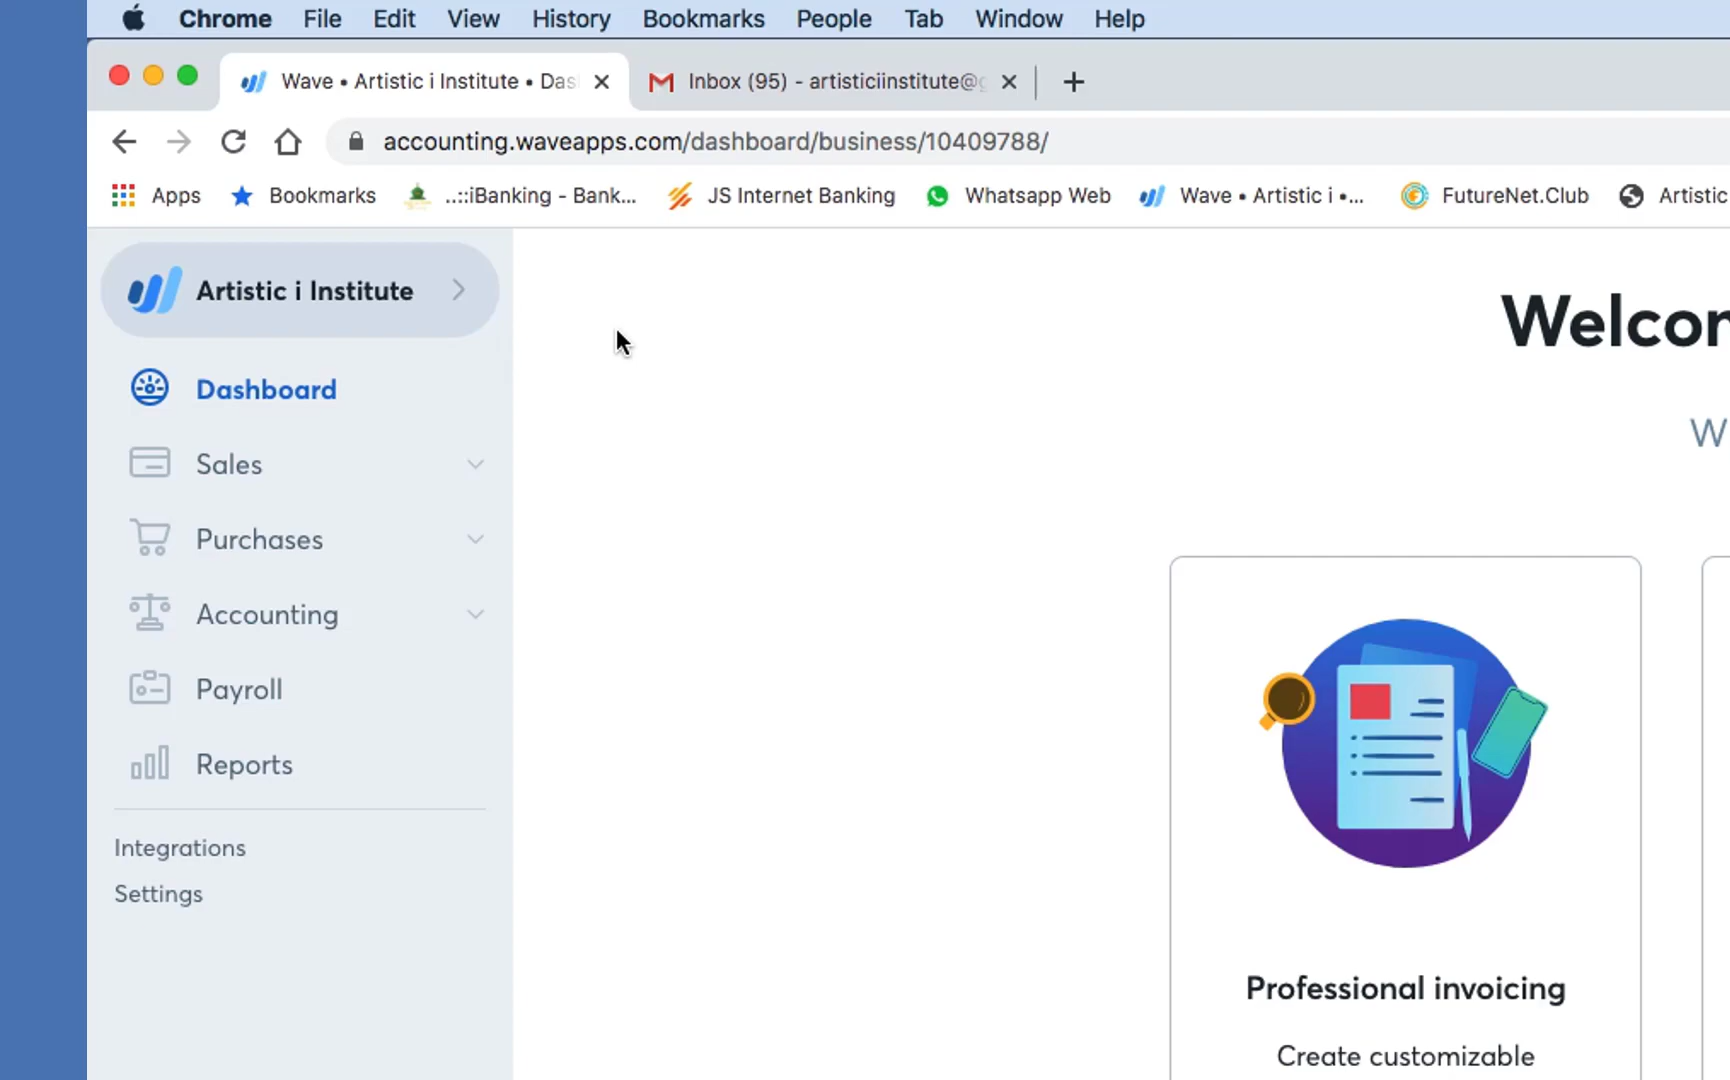 Chrome File Edit View History Bookmarks People Tab Window Help
Wave • Artistic i Institute • Das
Inbox (95) - artisticiinstitute@g
accounting.waveapps.com/dashboard/business/10409788/
Apps Bookmarks ..::iBanking - Bank... JS Internet Banking Whatsapp Web Wave • Artistic i •... FutureNet.Club Artistic
Artistic i Institute
Welcom
Dashboard
W
Sales
Purchases
Accounting
Payroll
Reports
Integrations
Settings
Professional invoicing
Create customizable